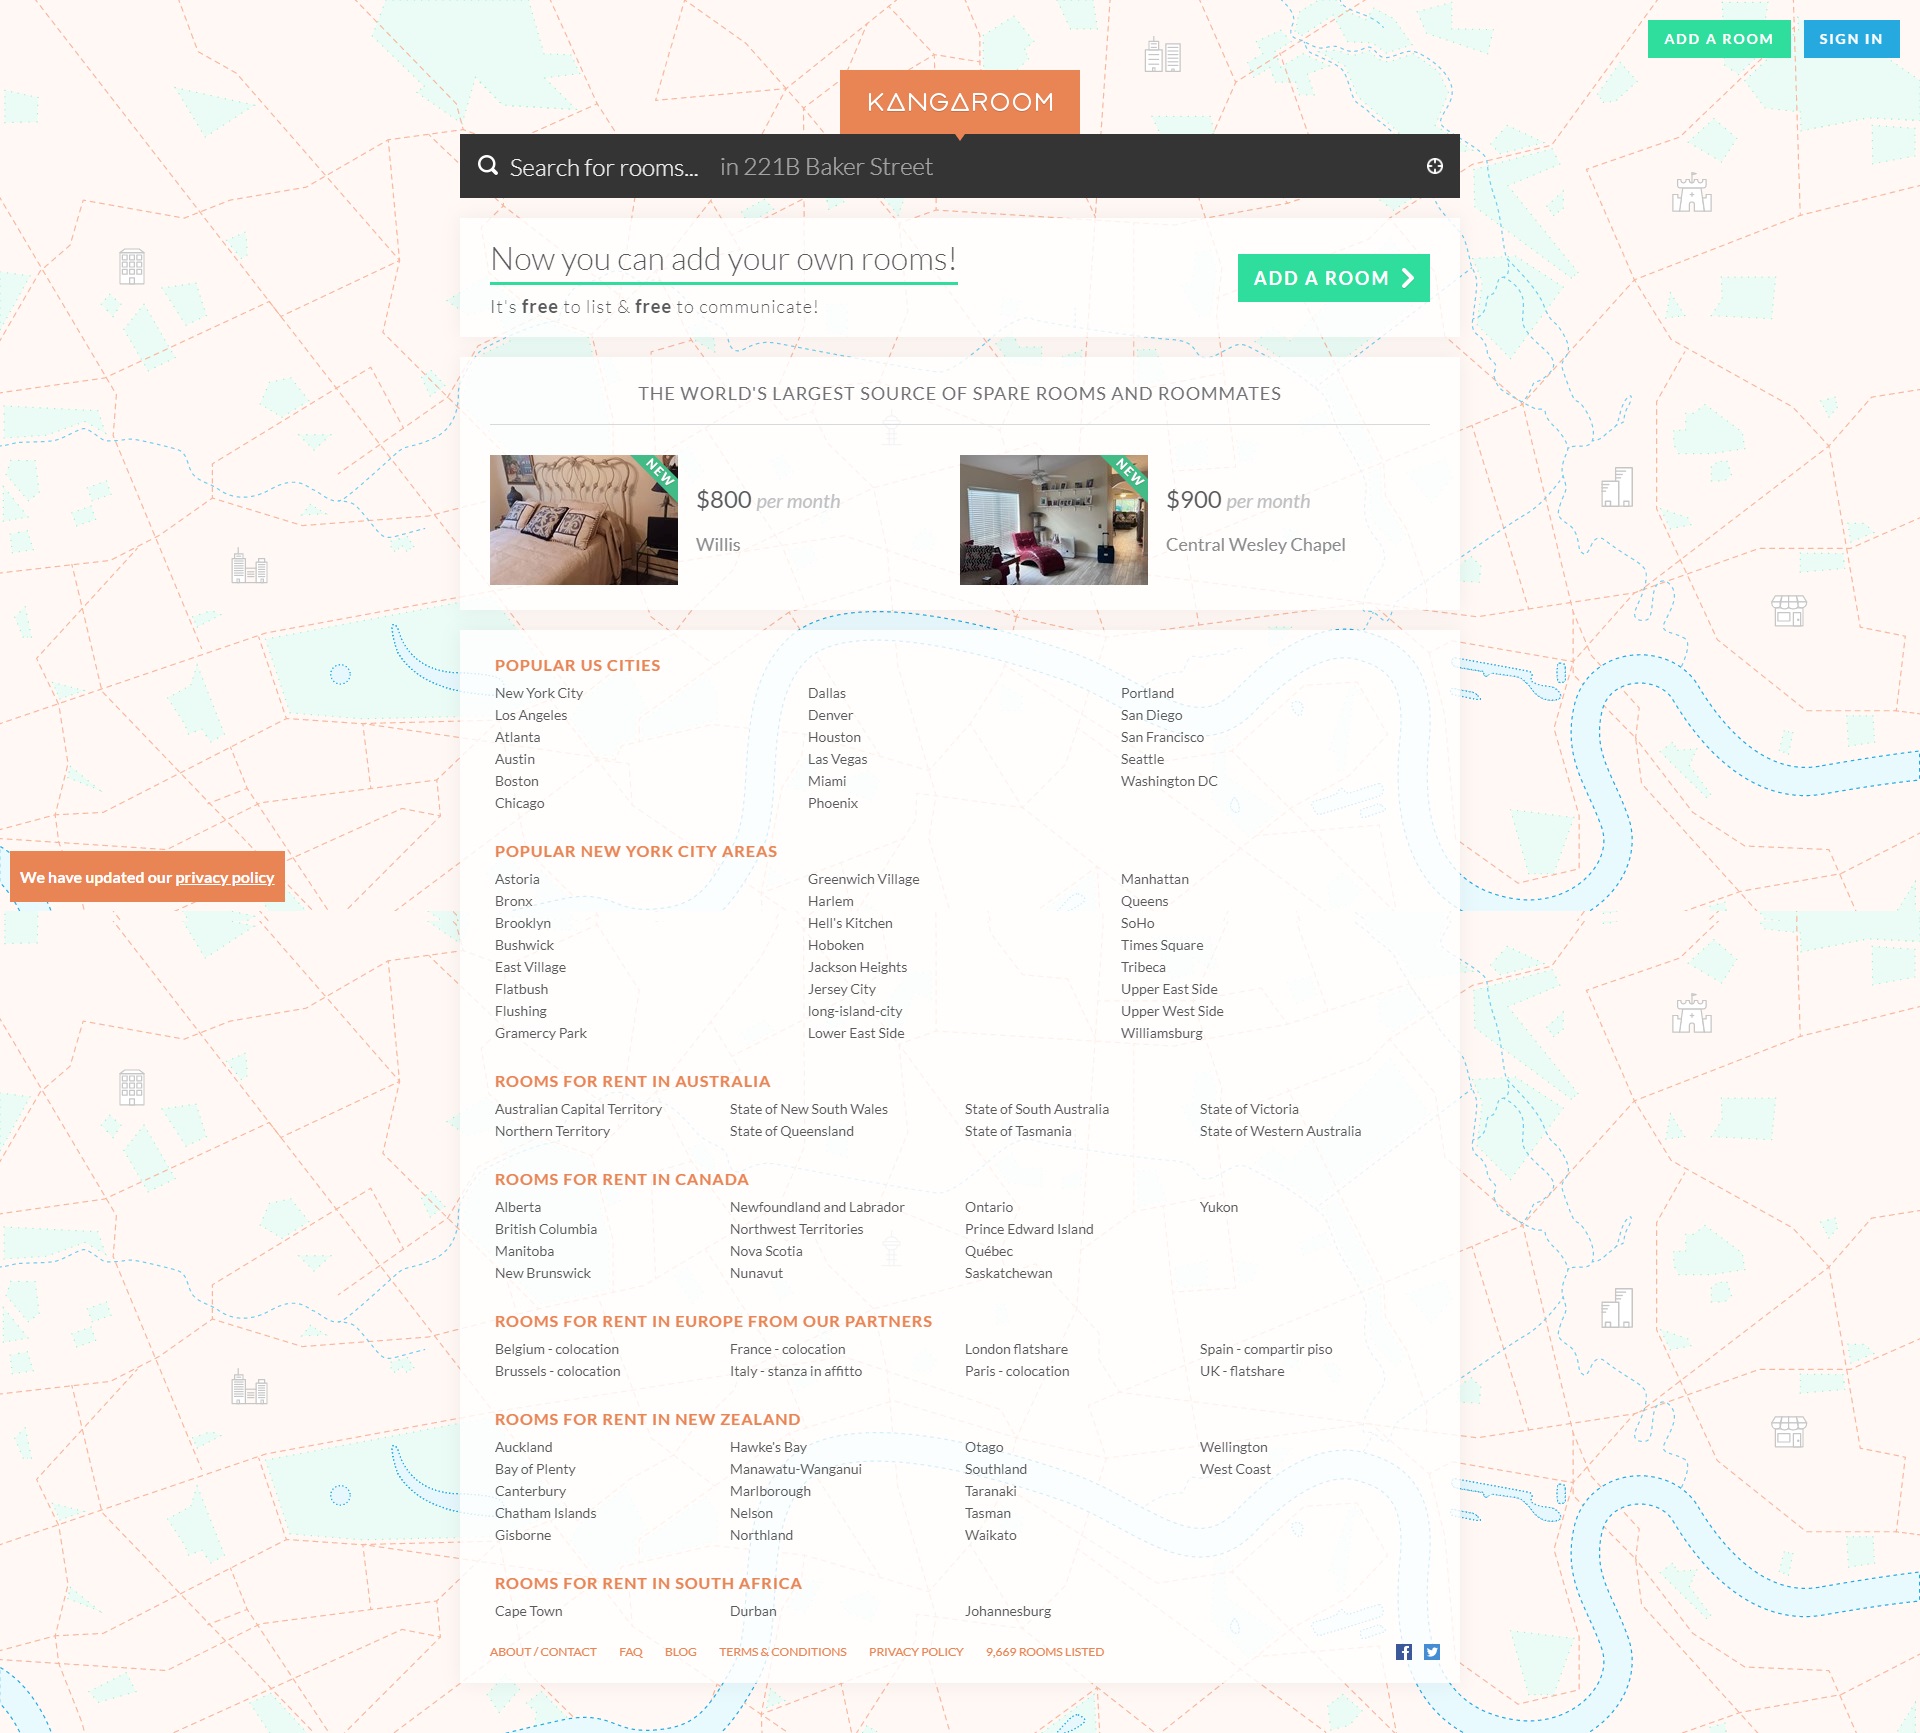 ADD A ROOM
SIGN IN
KANGAROOM
Search for rooms... in 221B Baker Street
Now you can add your own rooms!
It's free to list & free to communicate!
ADD A ROOM
THE WORLD'S LARGEST SOURCE OF SPARE ROOMS AND ROOMMATES
NEW
$800 per month
Willis
NEW
$900 per month
Central Wesley Chapel
POPULAR US CITIES
New York City
Los Angeles
Atlanta
Austin
Boston
Chicago
Dallas
Denver
Houston
Las Vegas
Miami
Phoenix
Portland
San Diego
San Francisco
Seattle
Washington DC
POPULAR NEW YORK CITY AREAS
Astoria
Bronx
Brooklyn
Bushwick
East Village
Flatbush
Flushing
Gramercy Park
Greenwich Village
Harlem
Hell's Kitchen
Hoboken
Jackson Heights
Jersey City
long-island-city
Lower East Side
Manhattan
Queens
SoHo
Times Square
Tribeca
Upper East Side
Upper West Side
Williamsburg
We have updated our privacy policy
ROOMS FOR RENT IN AUSTRALIA
Australian Capital Territory
Northern Territory
State of New South Wales
State of Queensland
State of South Australia
State of Tasmania
State of Victoria
State of Western Australia
ROOMS FOR RENT IN CANADA
Alberta
British Columbia
Manitoba
New Brunswick
Newfoundland and Labrador
Northwest Territories
Nova Scotia
Nunavut
Ontario
Prince Edward Island
Québec
Saskatchewan
Yukon
ROOMS FOR RENT IN EUROPE FROM OUR PARTNERS
Belgium - colocation
Brussels - colocation
France - colocation
Italy - stanza in affitto
London flatshare
Paris - colocation
Spain - compartir piso
UK - flatshare
ROOMS FOR RENT IN NEW ZEALAND
Auckland
Bay of Plenty
Canterbury
Chatham Islands
Gisborne
Hawke's Bay
Manawatu-Wanganui
Marlborough
Nelson
Northland
Otago
Southland
Taranaki
Tasman
Waikato
Wellington
West Coast
ROOMS FOR RENT IN SOUTH AFRICA
Cape Town
Durban
Johannesburg
ABOUT / CONTACT
FAQ
BLOG
TERMS & CONDITIONS
PRIVACY POLICY
9,669 ROOMS LISTED